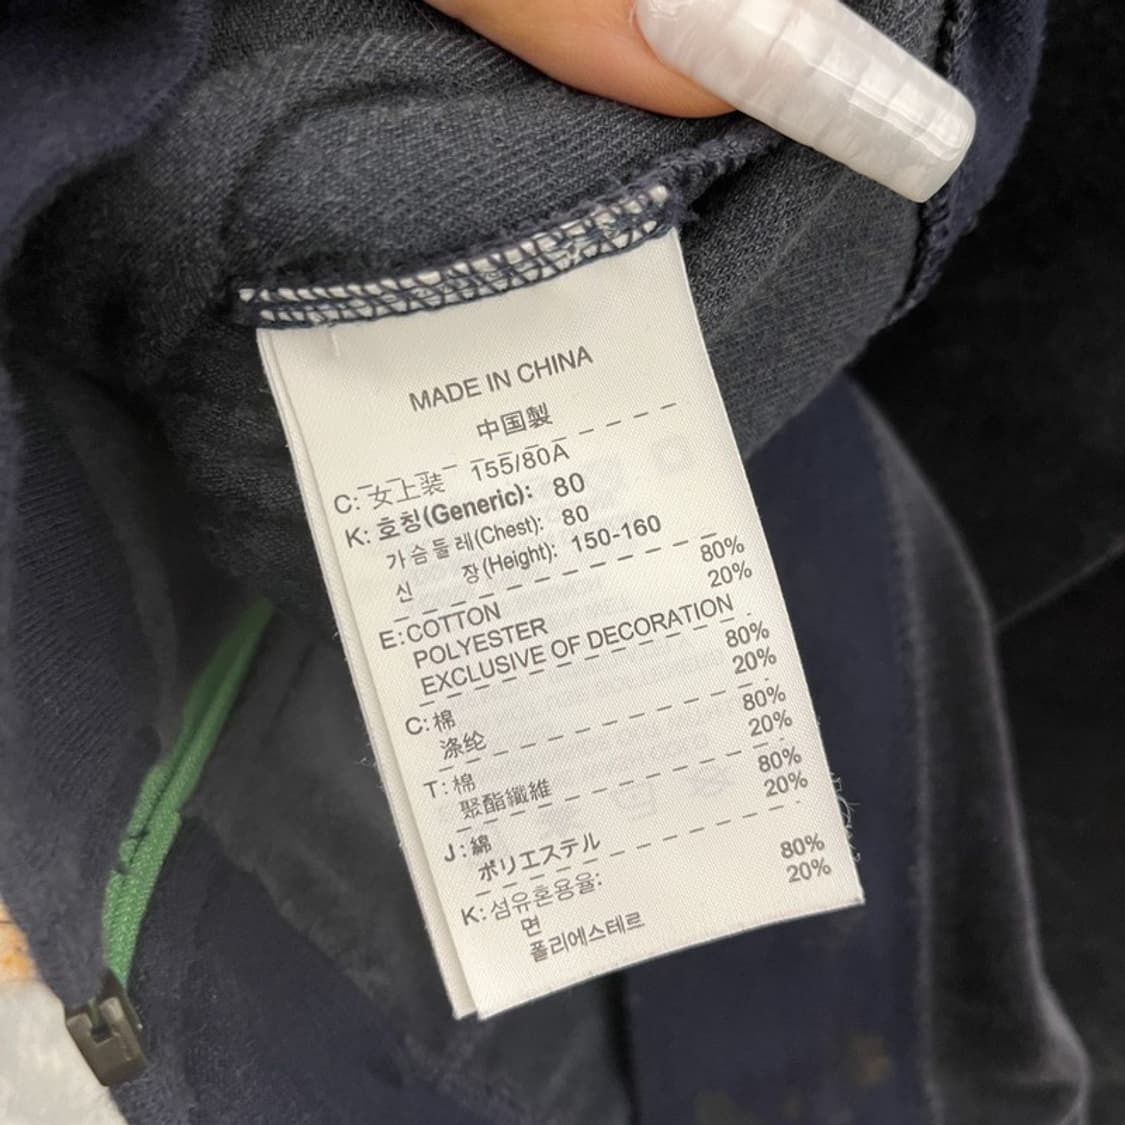 MADE IN CHINA
中国製
C: 女上装 155/80A
K: 호칭(Generic): 80
가슴둘레(Chest): 80
신 장(Height): 150-160
E: COTTON 80%
POLYESTER 20%
EXCLUSIVE OF DECORATION
C: 棉 80%
涤纶 20%
T: 棉 80%
聚酯纖維 20%
J: 綿 80%
ポリエステル 20%
K: 섬유혼용율:
면 80%
폴리에스테르 20%